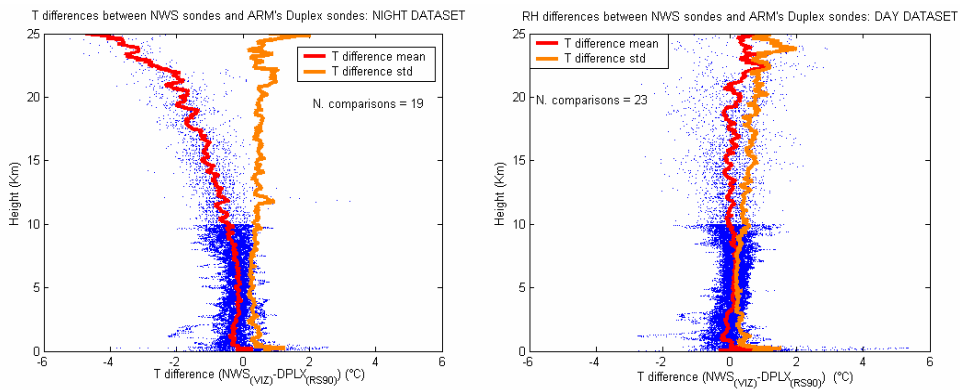 T differences between NWS sondes and ARM's Duplex sondes: NIGHT DATASET
25
20
15
10
5
0
Height (Km)
T difference mean
T difference std
N. comparisons = 19
-6 -4 -2 0 2 4 6
T difference (NWS(VIZ)-DPLX(RS90)) (°C)
RH differences between NWS sondes and ARM's Duplex sondes: DAY DATASET
25
20
15
10
5
0
Height (Km)
T difference mean
T difference std
N. comparisons = 23
-6 -4 -2 0 2 4 6
T difference (NWS(VIZ)-DPLX(RS90)) (°C)